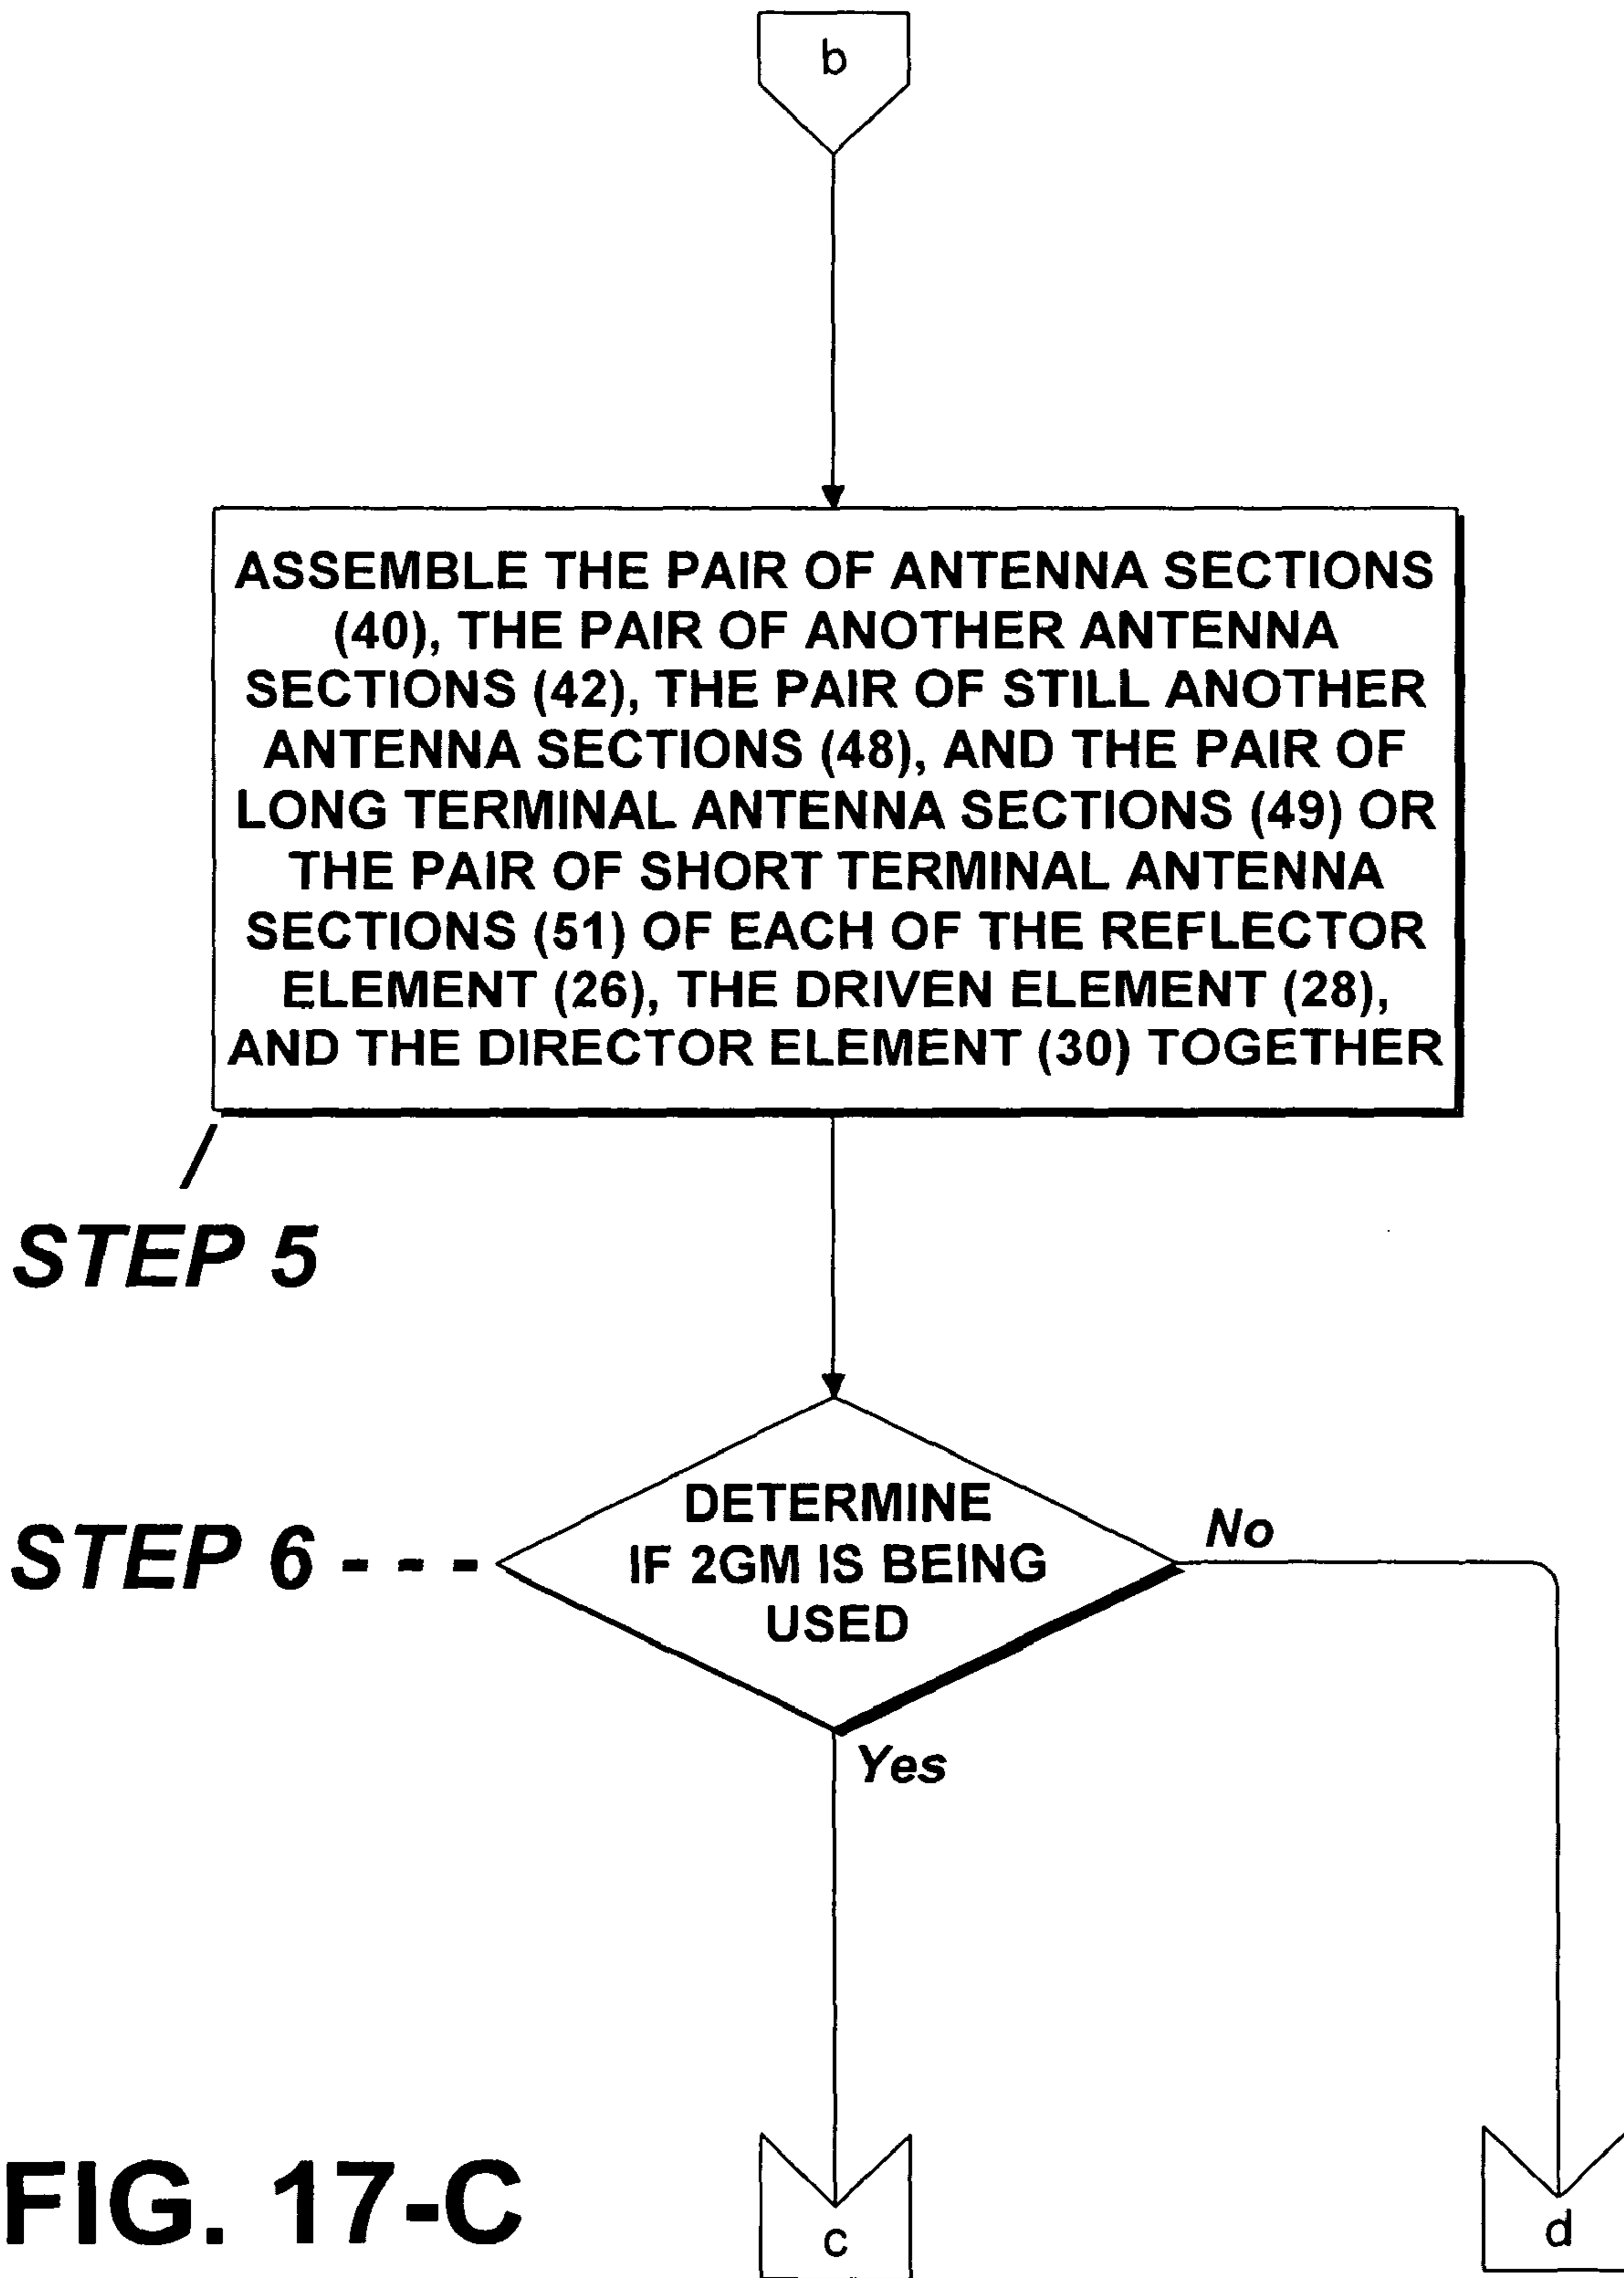 b
ASSEMBLE THE PAIR OF ANTENNA SECTIONS
(40), THE PAIR OF ANOTHER ANTENNA
SECTIONS (42), THE PAIR OF STILL ANOTHER
ANTENNA SECTIONS (48), AND THE PAIR OF
LONG TERMINAL ANTENNA SECTIONS (49) OR
THE PAIR OF SHORT TERMINAL ANTENNA
SECTIONS (51) OF EACH OF THE REFLECTOR
ELEMENT (26), THE DRIVEN ELEMENT (28),
AND THE DIRECTOR ELEMENT (30) TOGETHER
STEP 5
STEP 6 - - -
DETERMINE
IF 2GM IS BEING
USED
No
Yes
FIG. 17-C
c
d